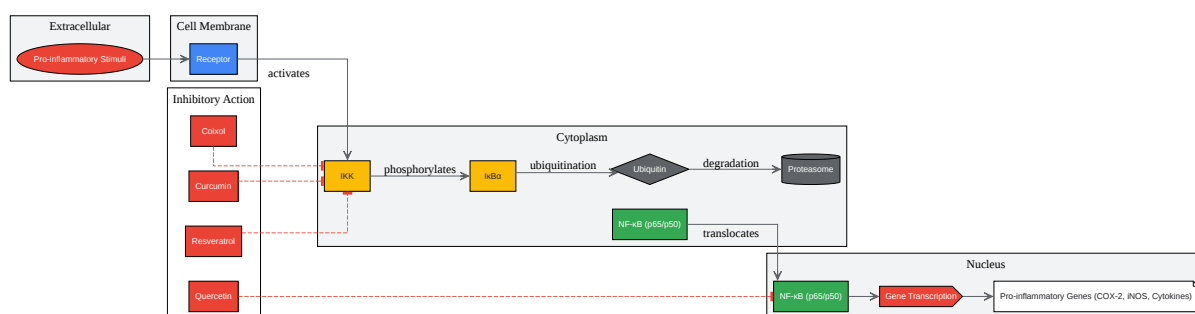 Extracellular
Cell Membrane
Pro-inflammatory Stimuli
Receptor
activates
Inhibitory Action
Coixol
Curcumin
Resveratrol
Quercetin
Cytoplasm
IKK
phosphorylates
IκBα
ubiquitination
Ubiquitin
degradation
Proteasome
NF-κB (p65/p50)
translocates
Nucleus
NF-κB (p65/p50)
Gene Transcription
Pro-inflammatory Genes (COX-2, iNOS, Cytokines)